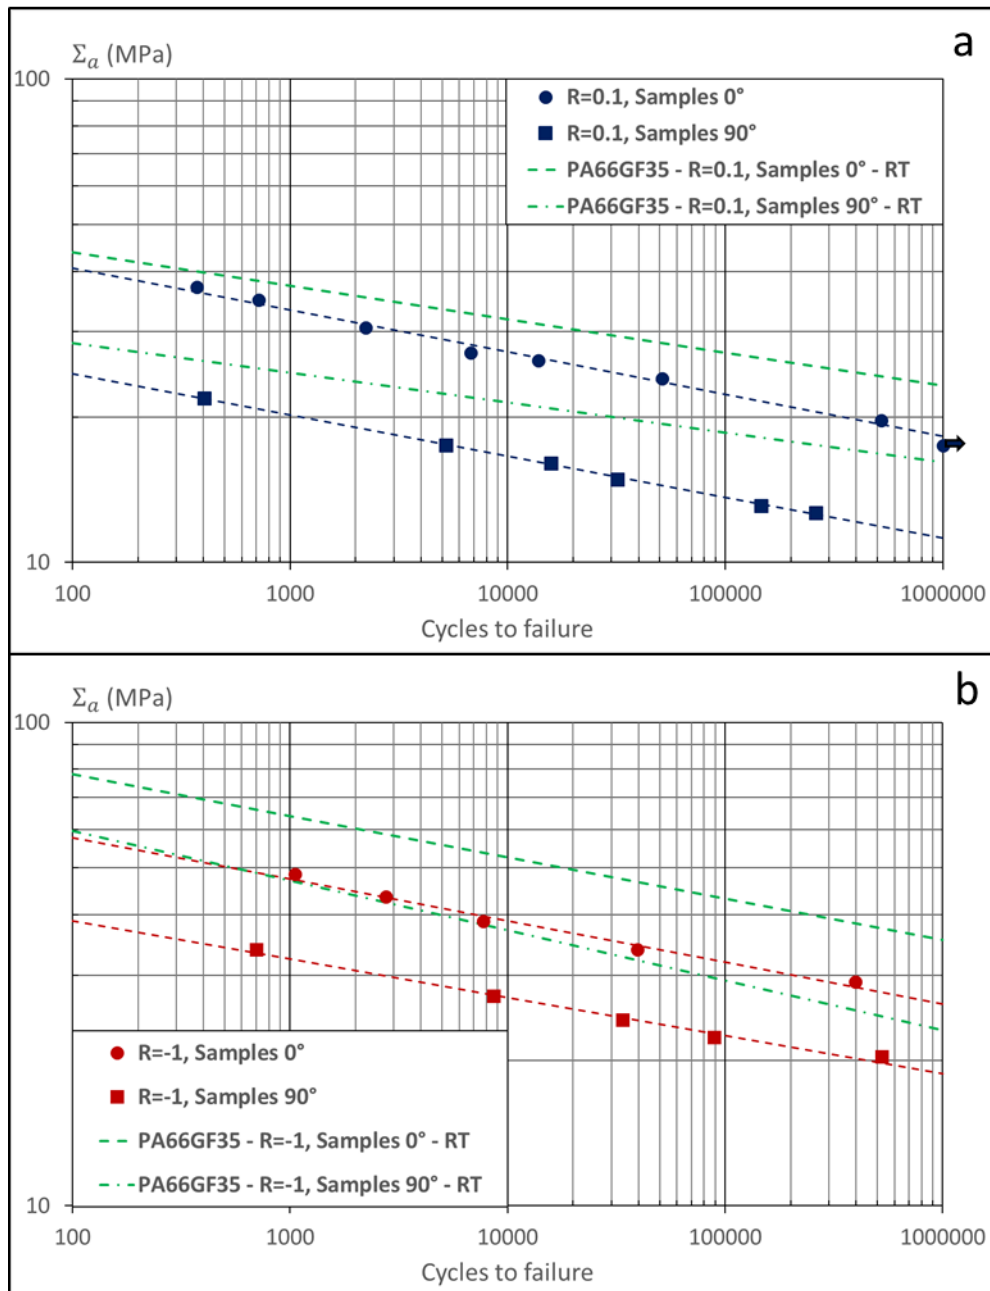 a
Σₐ (MPa)
100
R=0.1, Samples 0°
R=0.1, Samples 90°
PA66GF35 - R=0.1, Samples 0° - RT
PA66GF35 - R=0.1, Samples 90° - RT
10
100 1000 10000 100000 1000000
Cycles to failure
b
Σₐ (MPa)
100
R=-1, Samples 0°
R=-1, Samples 90°
PA66GF35 - R=-1, Samples 0° - RT
PA66GF35 - R=-1, Samples 90° - RT
10
100 1000 10000 100000 1000000
Cycles to failure